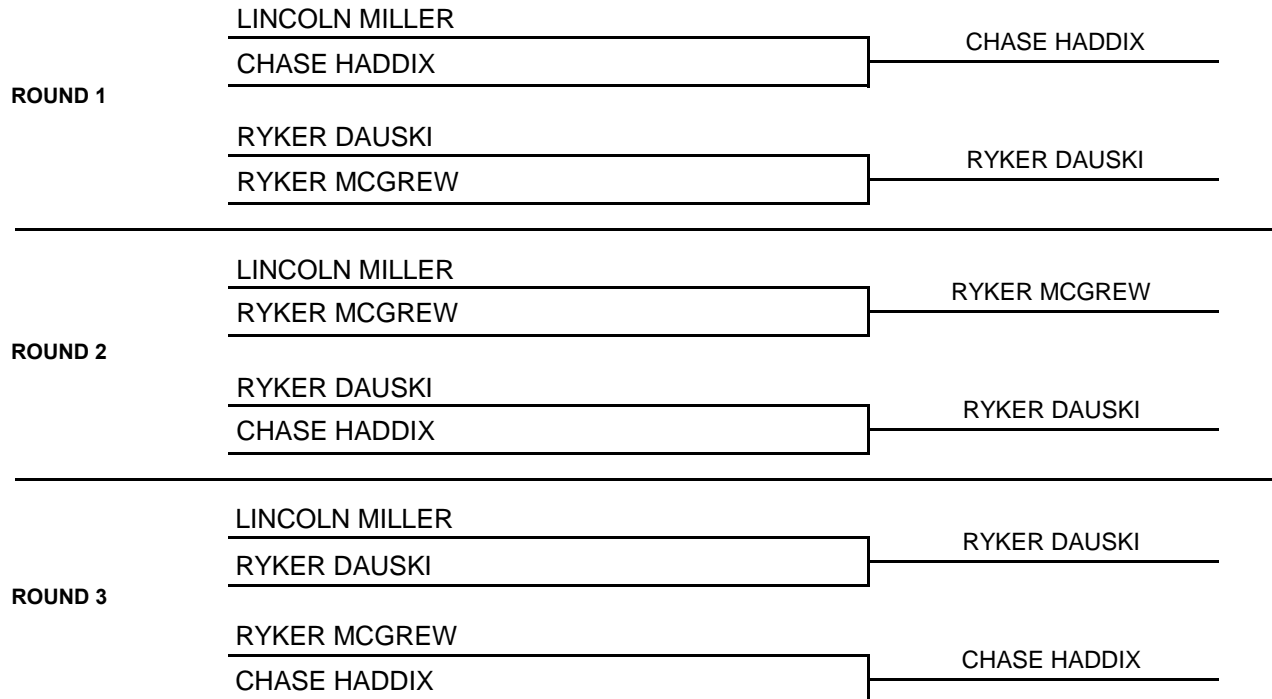 LINCOLN MILLER
CHASE HADDIX
CHASE HADDIX
ROUND 1
RYKER DAUSKI
RYKER DAUSKI
RYKER MCGREW
LINCOLN MILLER
RYKER MCGREW
RYKER MCGREW
ROUND 2
RYKER DAUSKI
RYKER DAUSKI
CHASE HADDIX
LINCOLN MILLER
RYKER DAUSKI
RYKER DAUSKI
ROUND 3
RYKER MCGREW
CHASE HADDIX
CHASE HADDIX